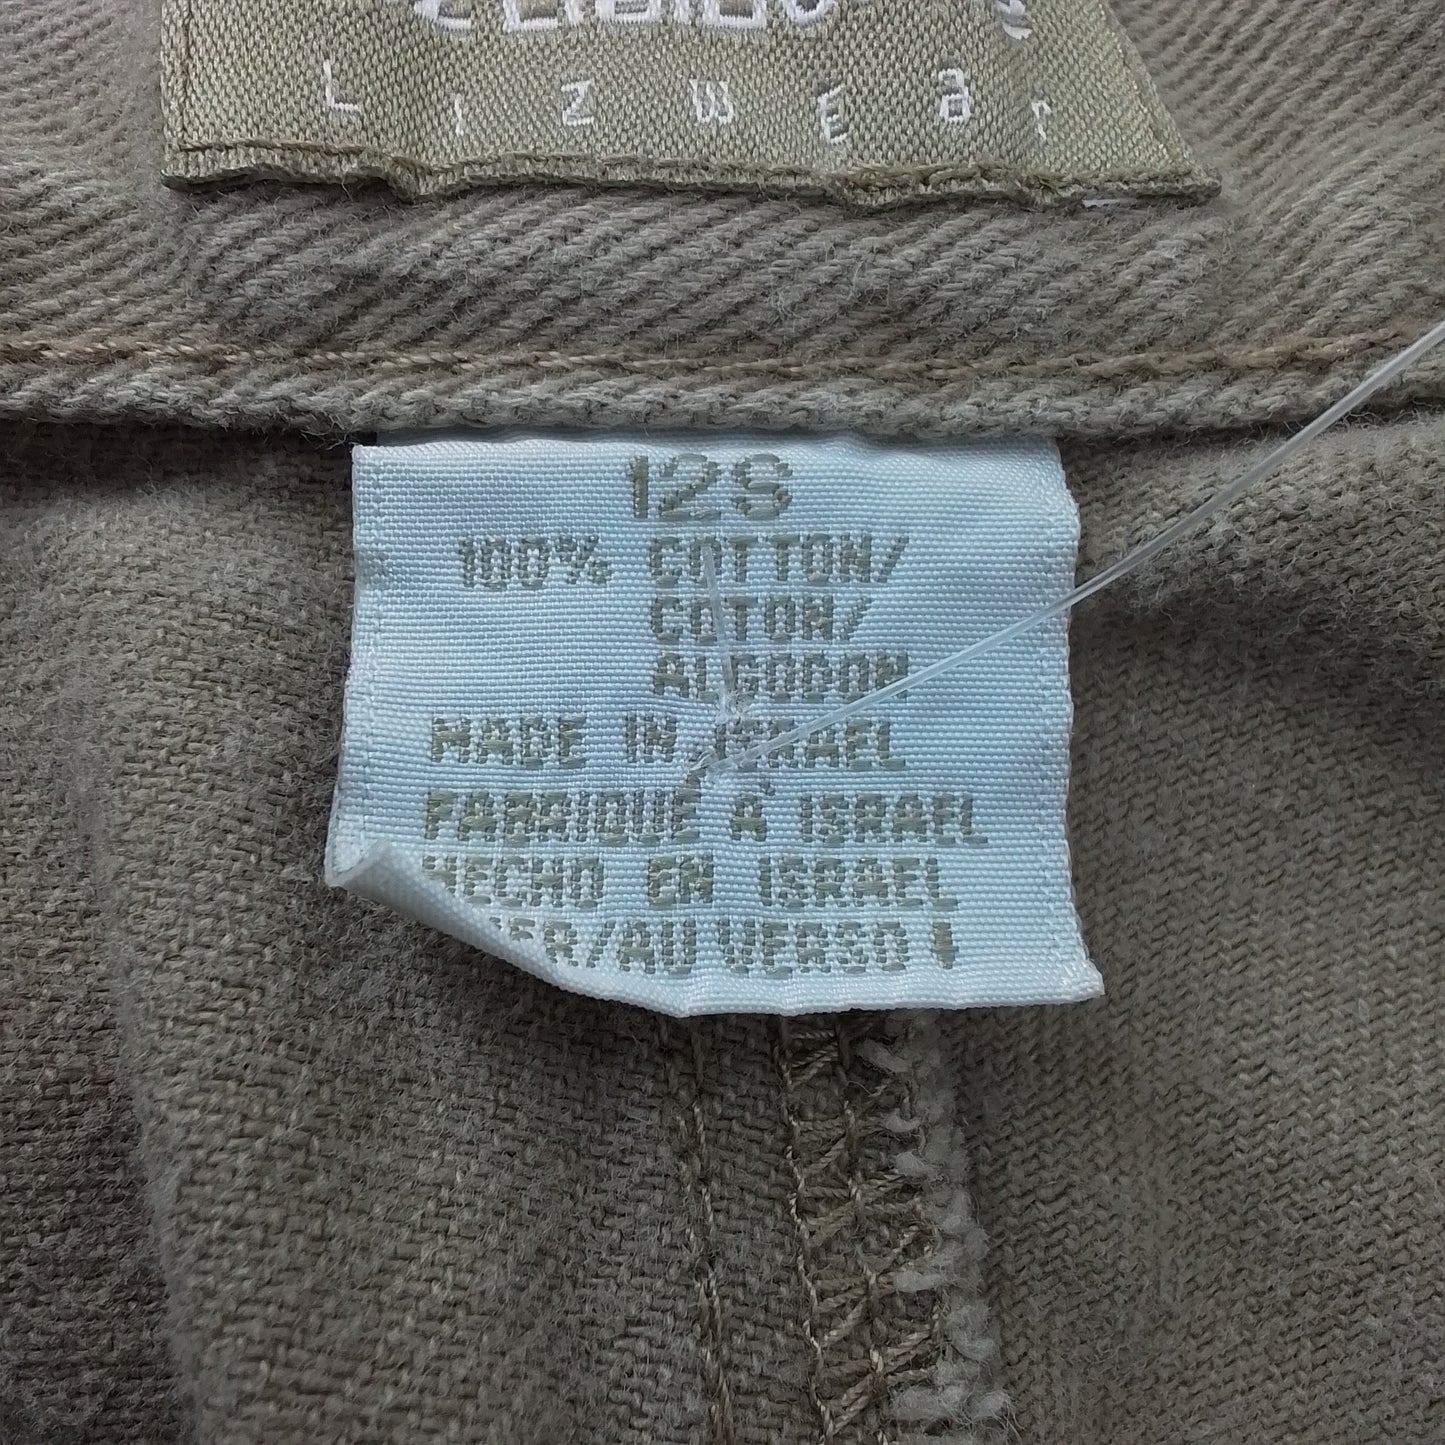 LIZWEar
12S
100% COTTON/
COTON/
ALGODON
MADE IN ISRAEL
FABRIQUE A ISRAEL
HECHO EN ISRAEL
/AU VERSO